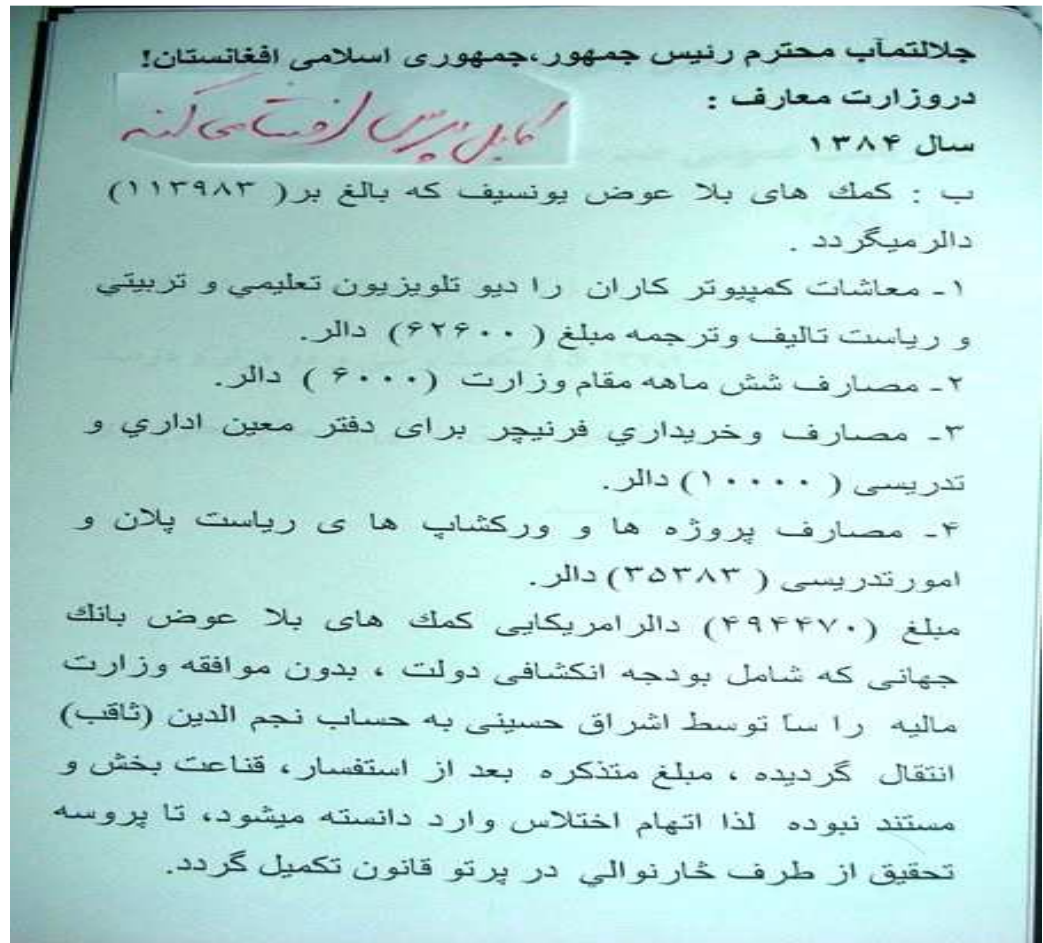 جلالتمآب محترم رئیس جمهور،جمهوری اسلامی افغانستان!
دروزارت معارف :
کابل پرس افشا می کند
سال ۱۳۸۴
ب : کمك های بلا عوض یونسیف که بالغ بر( ۱۱۳۹۸۳)
دالرمیگردد .
۱- معاشات کمپیوتر کاران را دیو تلویزیون تعلیمي و تربیتي
و ریاست تالیف وترجمه مبلغ ( ۶۲۶۰۰) دالر.
۲- مصارف شش ماهه مقام وزارت (۶۰۰۰ ) دالر.
۳- مصارف وخریداري فرنیچر برای دفتر معین اداري و
تدریسی ( ۱۰۰۰۰) دالر.
۴- مصارف پروژه ها و ورکشاپ ها ی ریاست پلان و
امورتدریسی ( ۳۵۳۸۳) دالر.
مبلغ (۴۹۴۴۷۰) دالرامریکایی کمك های بلا عوض بانك
جهانی که شامل بودجه انکشافی دولت ، بدون موافقه وزارت
مالیه را سآ توسط اشراق حسینی به حساب نجم الدین (ثاقب)
انتقال گردیده ، مبلغ متذکره بعد از استفسار، قناعت بخش و
مستند نبوده لذا اتهام اختلاس وارد دانسته میشود، تا پروسه
تحقیق از طرف څارنوالي در پرتو قانون تکمیل گردد.